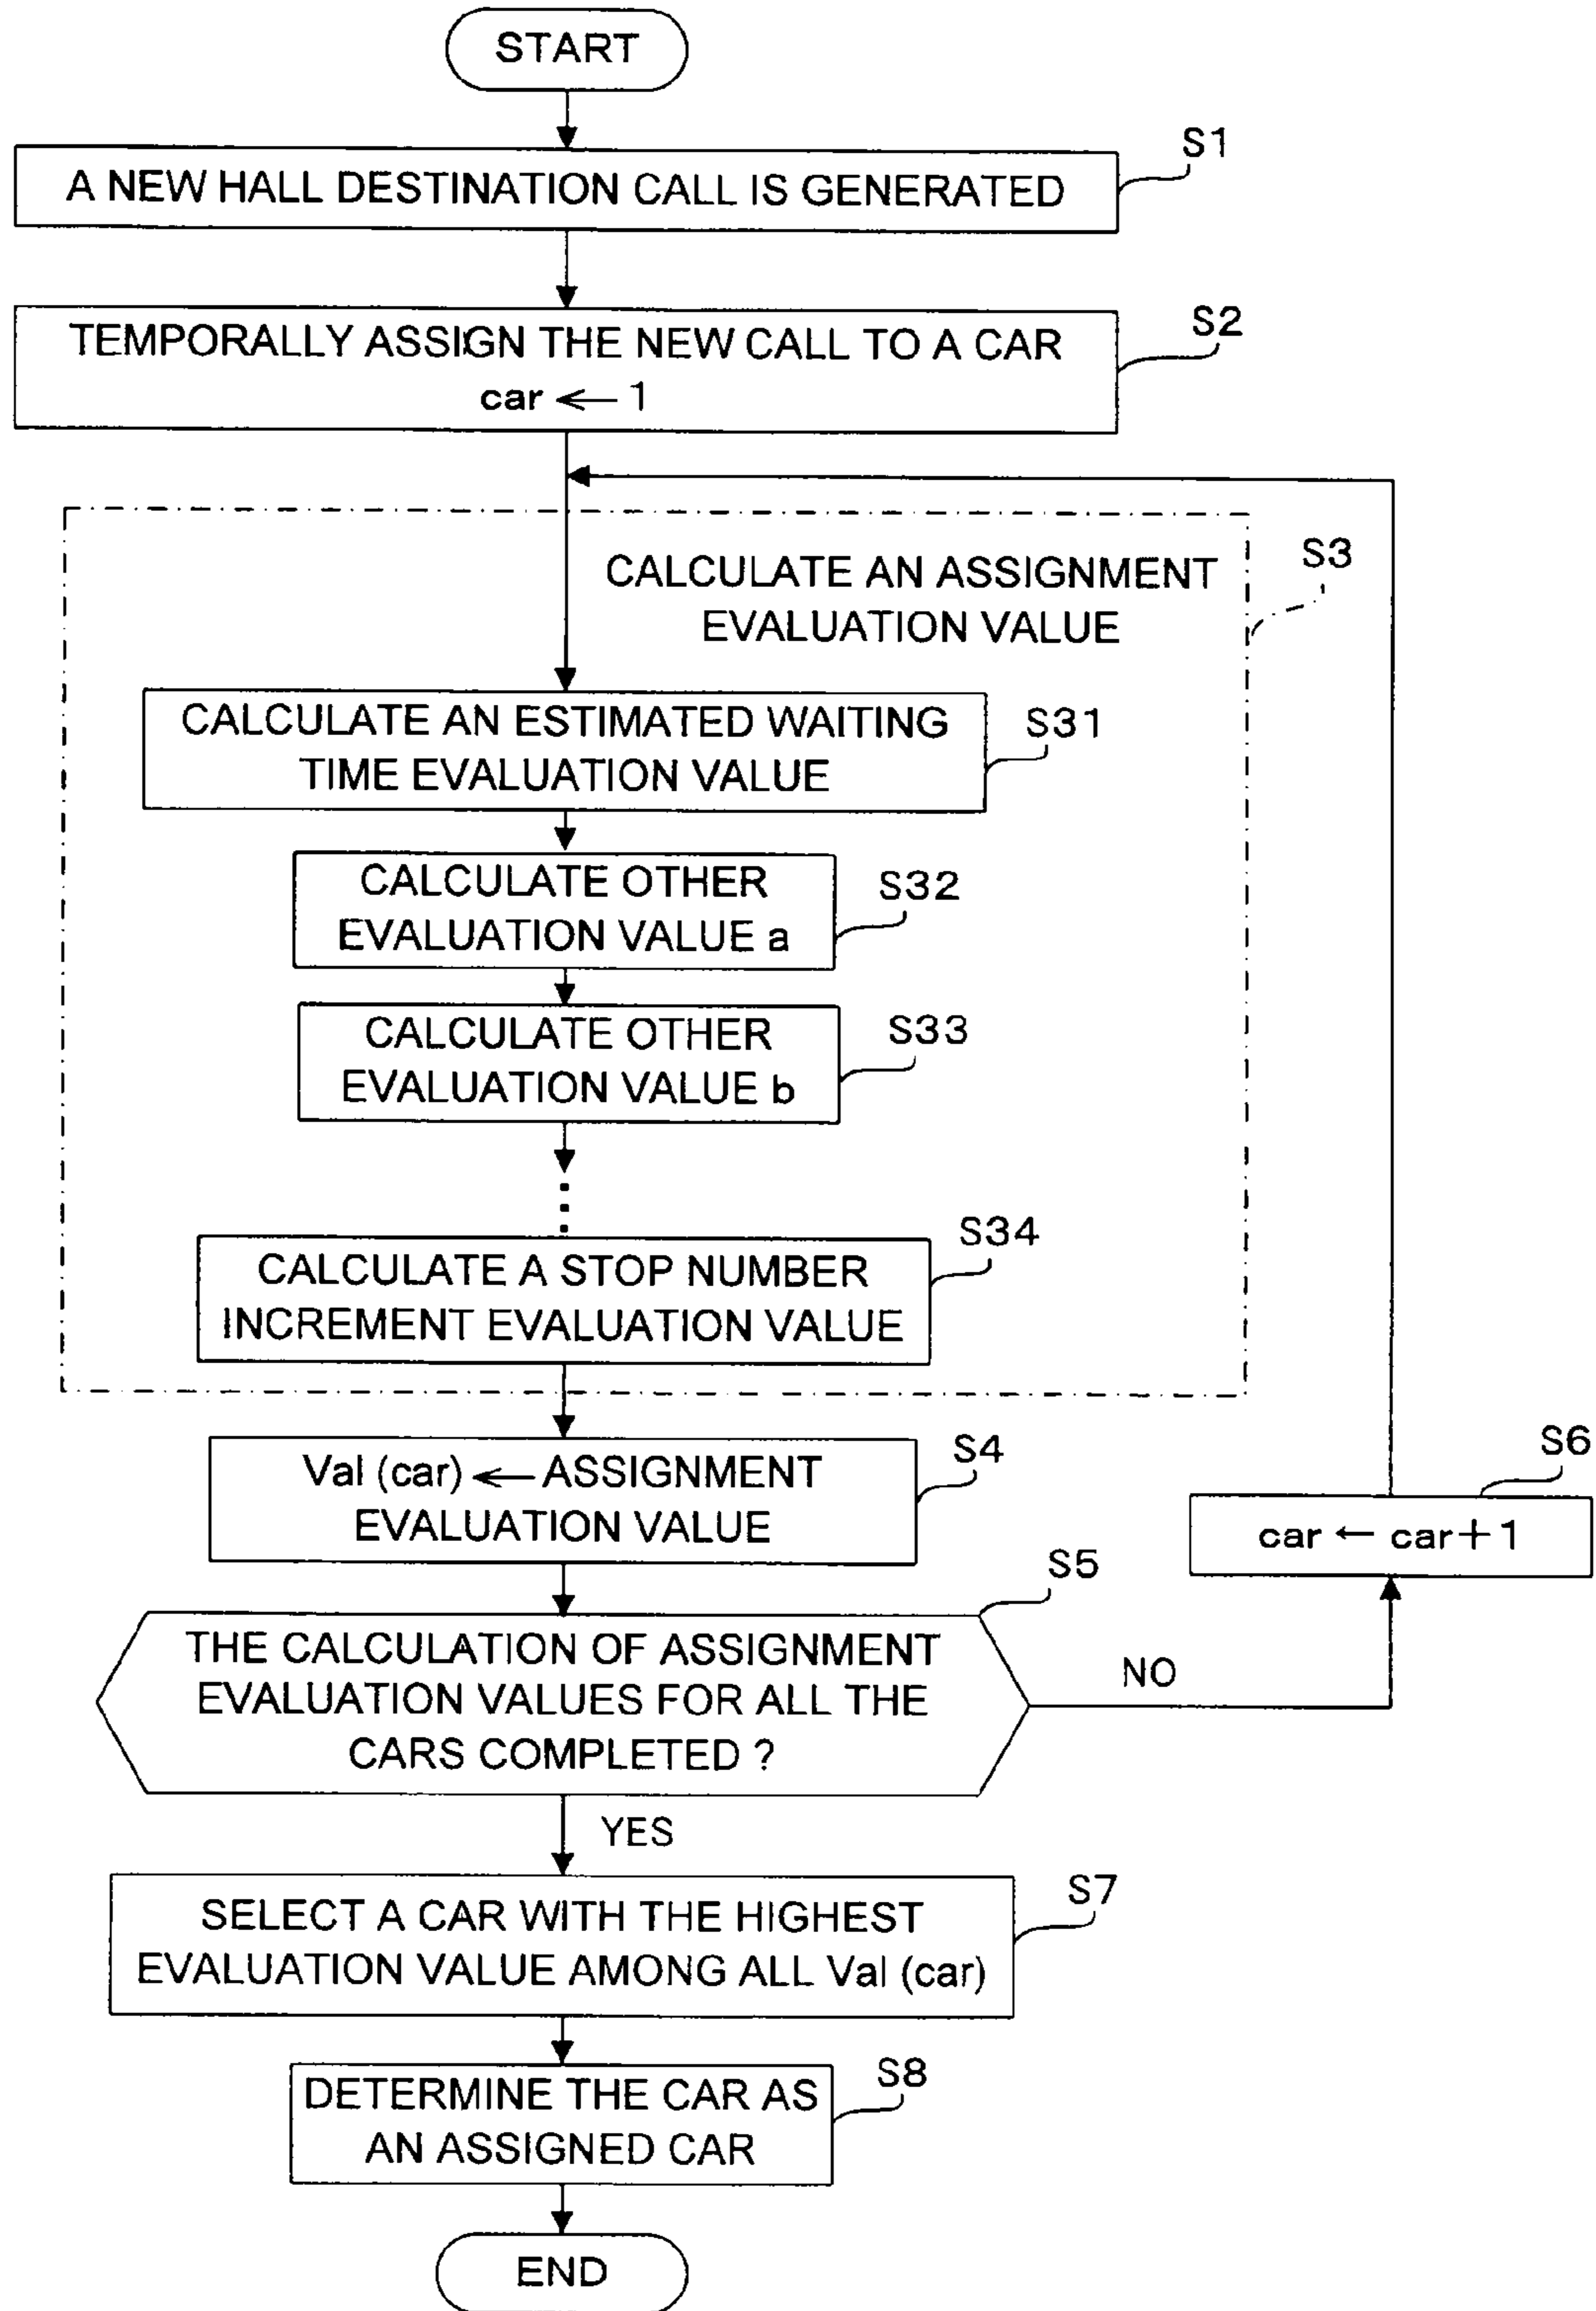 START
S1
A NEW HALL DESTINATION CALL IS GENERATED
S2
TEMPORALLY ASSIGN THE NEW CALL TO A CAR
car ← 1
CALCULATE AN ASSIGNMENT
EVALUATION VALUE
S3
CALCULATE AN ESTIMATED WAITING
TIME EVALUATION VALUE
S31
CALCULATE OTHER
EVALUATION VALUE a
S32
CALCULATE OTHER
EVALUATION VALUE b
S33
S34
CALCULATE A STOP NUMBER
INCREMENT EVALUATION VALUE
Val (car) ← ASSIGNMENT
EVALUATION VALUE
S4
S6
car ← car+1
S5
THE CALCULATION OF ASSIGNMENT
EVALUATION VALUES FOR ALL THE
CARS COMPLETED ?
NO
YES
S7
SELECT A CAR WITH THE HIGHEST
EVALUATION VALUE AMONG ALL Val (car)
S8
DETERMINE THE CAR AS
AN ASSIGNED CAR
END